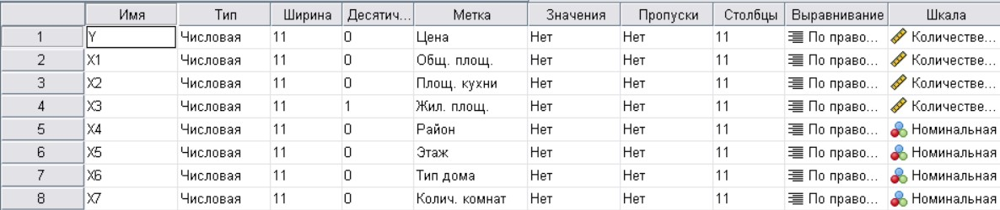 Имя Тип Ширина Десятич... Метка Значения Пропуски Столбцы Выравнивание Шкала
1 Y Числовая 11 0 Цена Нет Нет 11 По право... Количестве...
2 X1 Числовая 11 0 Общ. площ. Нет Нет 11 По право... Количестве...
3 X2 Числовая 11 0 Площ. кухни Нет Нет 11 По право... Количестве...
4 X3 Числовая 11 1 Жил. площ. Нет Нет 11 По право... Количестве...
5 X4 Числовая 11 0 Район Нет Нет 11 По право... Номинальная
6 X5 Числовая 11 0 Этаж Нет Нет 11 По право... Номинальная
7 X6 Числовая 11 0 Тип дома Нет Нет 11 По право... Номинальная
8 X7 Числовая 11 0 Колич. комнат Нет Нет 11 По право... Номинальная